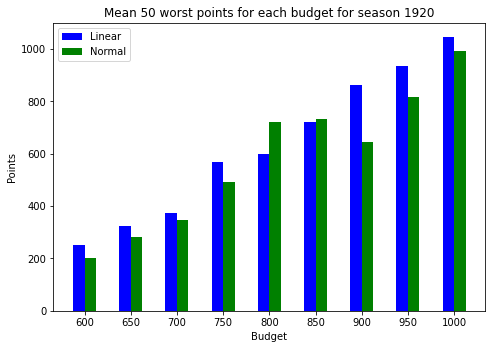 Mean 50 worst points for each budget for season 1920
Linear
Normal
Points
1000
800
600
400
200
0
600 650 700 750 800 850 900 950 1000
Budget